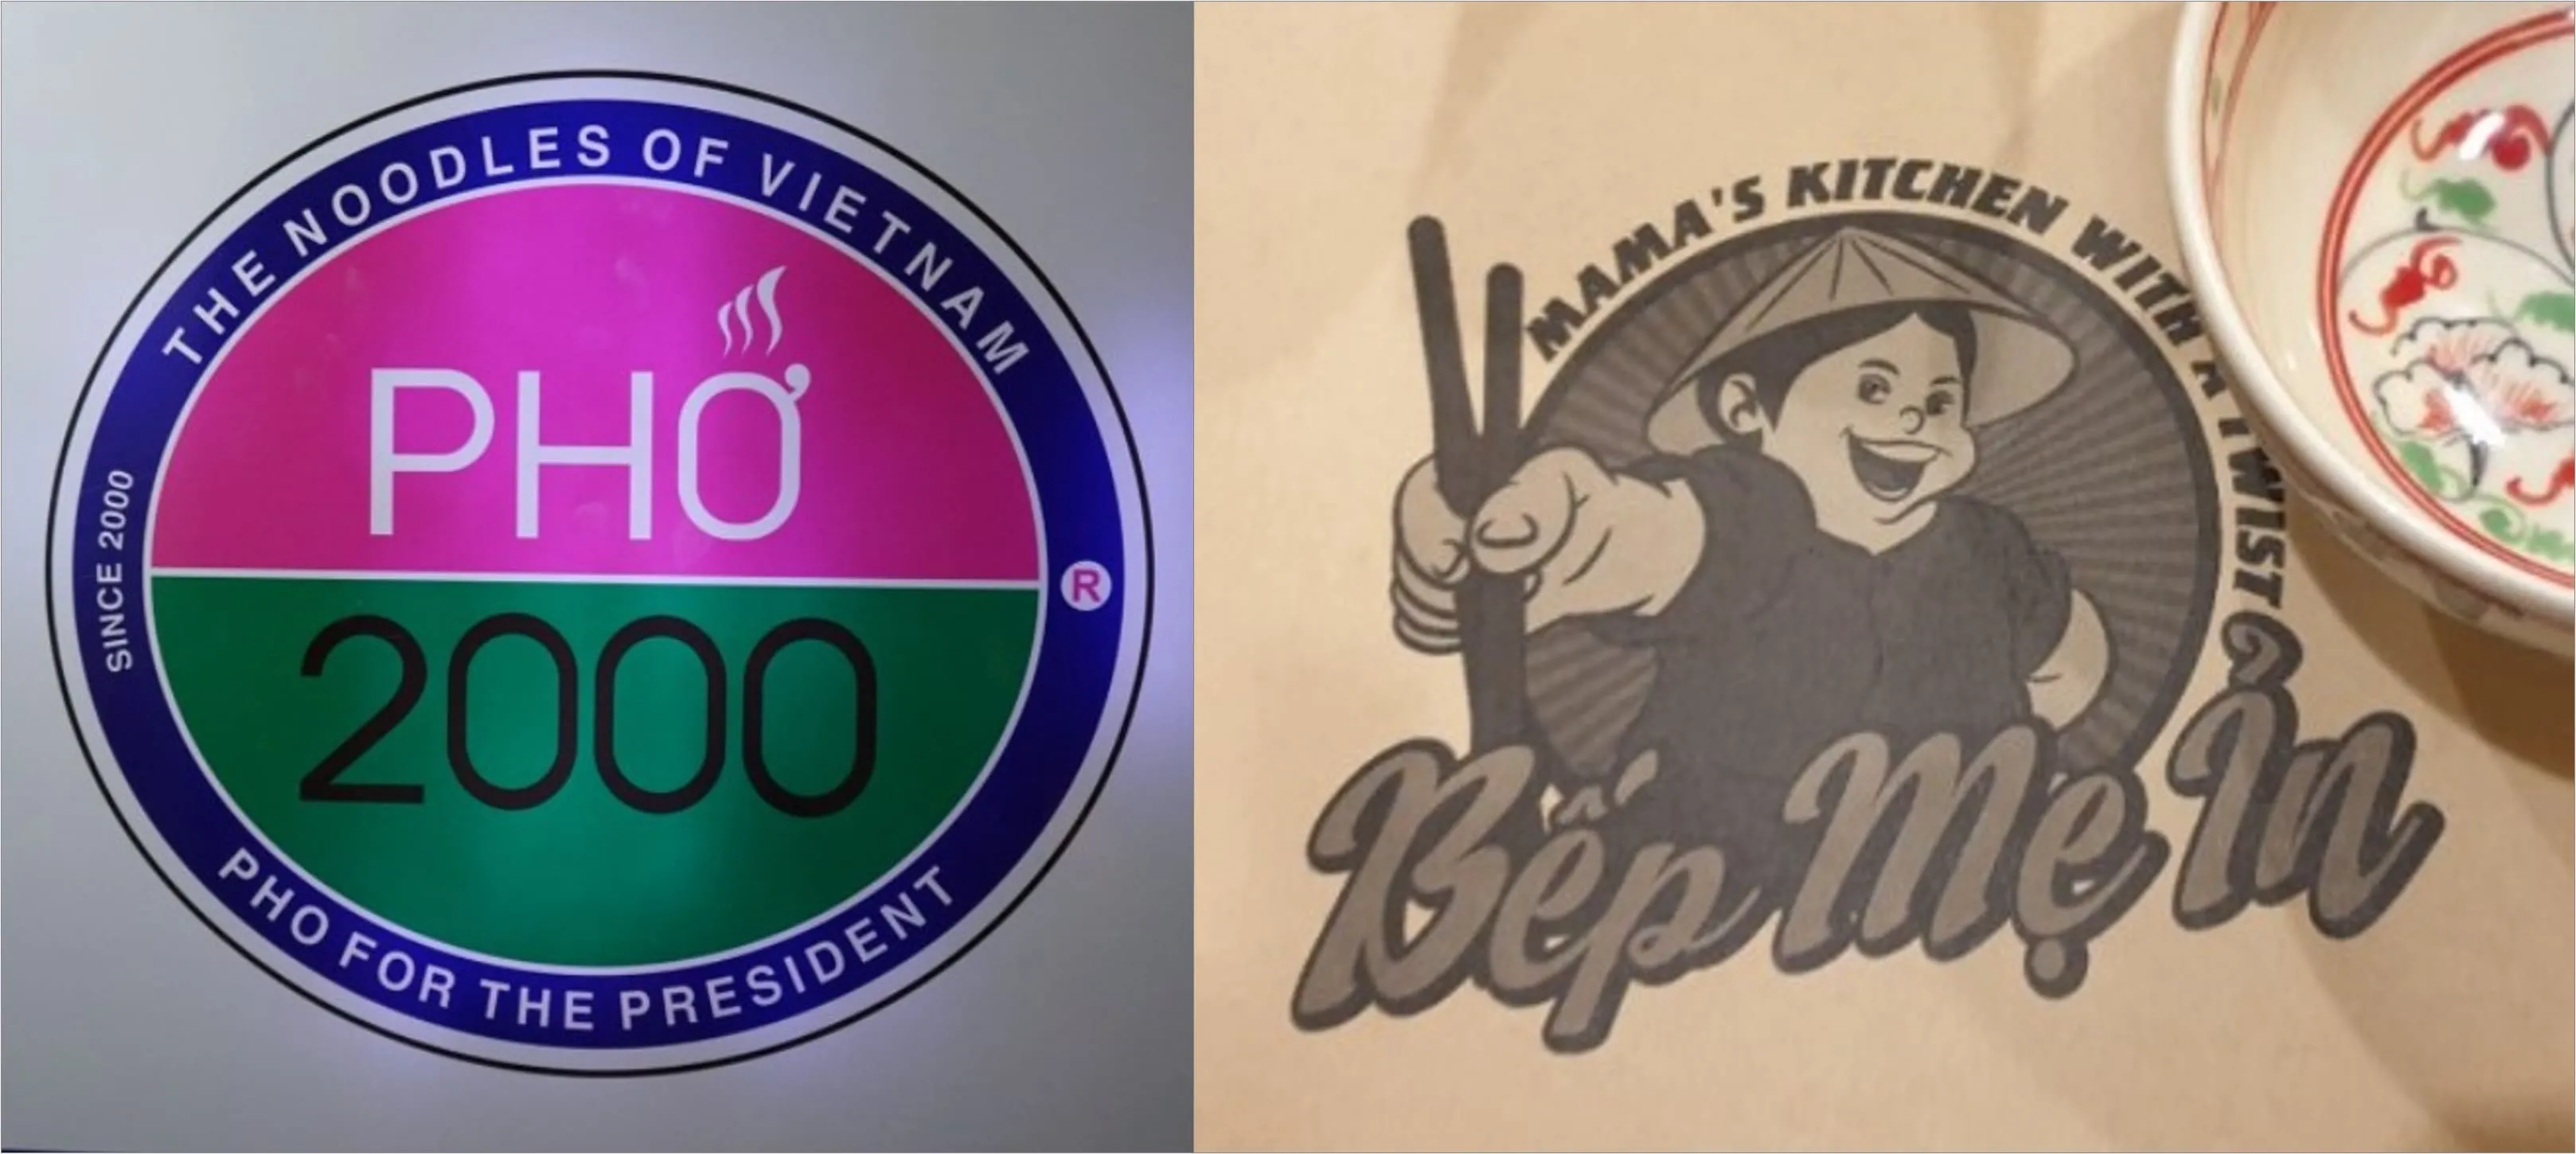 THE NOODLES OF VIETNAM
PHỞ
2000
SINCE 2000
®
PHO FOR THE PRESIDENT
MAMA'S KITCHEN WITH A TWIST
Bếp Mẹ Ỉn